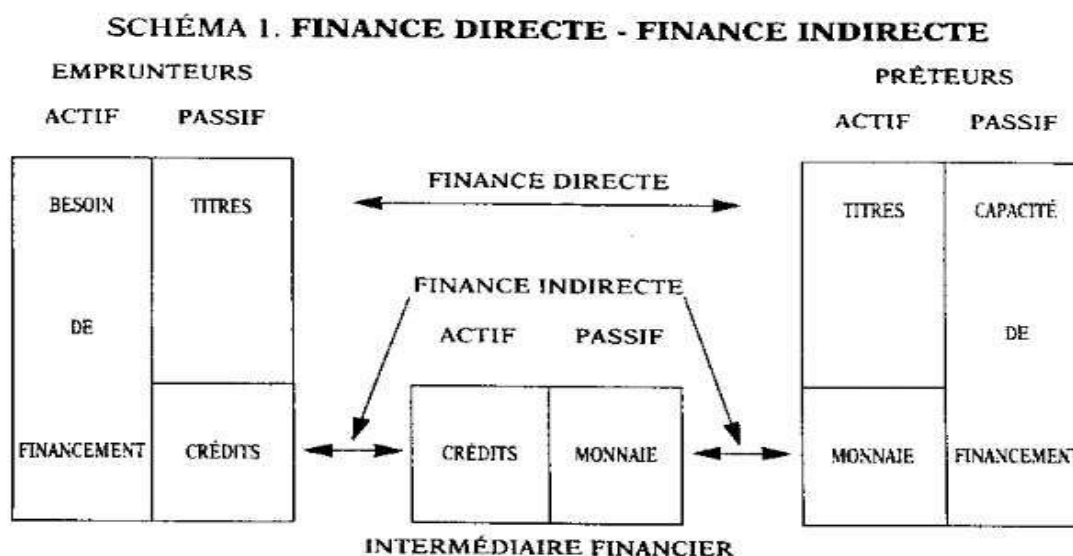 SCHÉMA 1. FINANCE DIRECTE - FINANCE INDIRECTE
EMPRUNTEURS
PRÊTEURS
ACTIF PASSIF
ACTIF PASSIF
BESOIN TITRES
FINANCE DIRECTE
TITRES CAPACITÉ
FINANCE INDIRECTE
DE
ACTIF PASSIF
DE
FINANCEMENT CRÉDITS
CRÉDITS MONNAIE
MONNAIE FINANCEMENT
INTERMÉDIAIRE FINANCIER